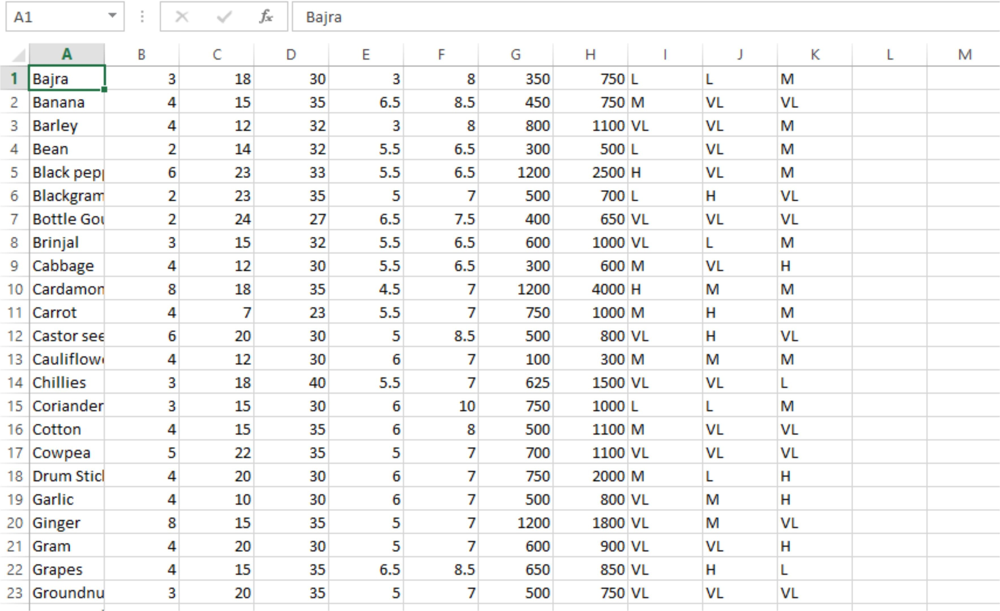 A1 fx Bajra
A B C D E F G H I J K L M
1 Bajra 3 18 30 3 8 350 750 L L M
2 Banana 4 15 35 6.5 8.5 450 750 M VL VL
3 Barley 4 12 32 3 8 800 1100 VL VL M
4 Bean 2 14 32 5.5 6.5 300 500 L VL M
5 Black pep 6 23 33 5.5 6.5 1200 2500 H VL M
6 Blackgram 2 23 35 5 7 500 700 L H VL
7 Bottle Gou 2 24 27 6.5 7.5 400 650 VL VL VL
8 Brinjal 3 15 32 5.5 6.5 600 1000 VL L M
9 Cabbage 4 12 30 5.5 6.5 300 600 M VL H
10 Cardamom 8 18 35 4.5 7 1200 4000 H M M
11 Carrot 4 7 23 5.5 7 750 1000 M H M
12 Castor see 6 20 30 5 8.5 500 800 VL H VL
13 Cauliflow 4 12 30 6 7 100 300 M M M
14 Chillies 3 18 40 5.5 7 625 1500 VL VL L
15 Coriander 3 15 30 6 10 750 1000 L L M
16 Cotton 4 15 35 6 8 500 1100 M VL VL
17 Cowpea 5 22 35 5 7 700 1100 VL VL VL
18 Drum Stic 4 20 30 6 7 750 2000 M L H
19 Garlic 4 10 30 6 7 500 800 VL M H
20 Ginger 8 15 35 5 7 1200 1800 VL M VL
21 Gram 4 20 30 5 7 600 900 VL VL H
22 Grapes 4 15 35 6.5 8.5 650 850 VL H L
23 Groundnu 3 20 35 5 7 500 750 VL VL VL